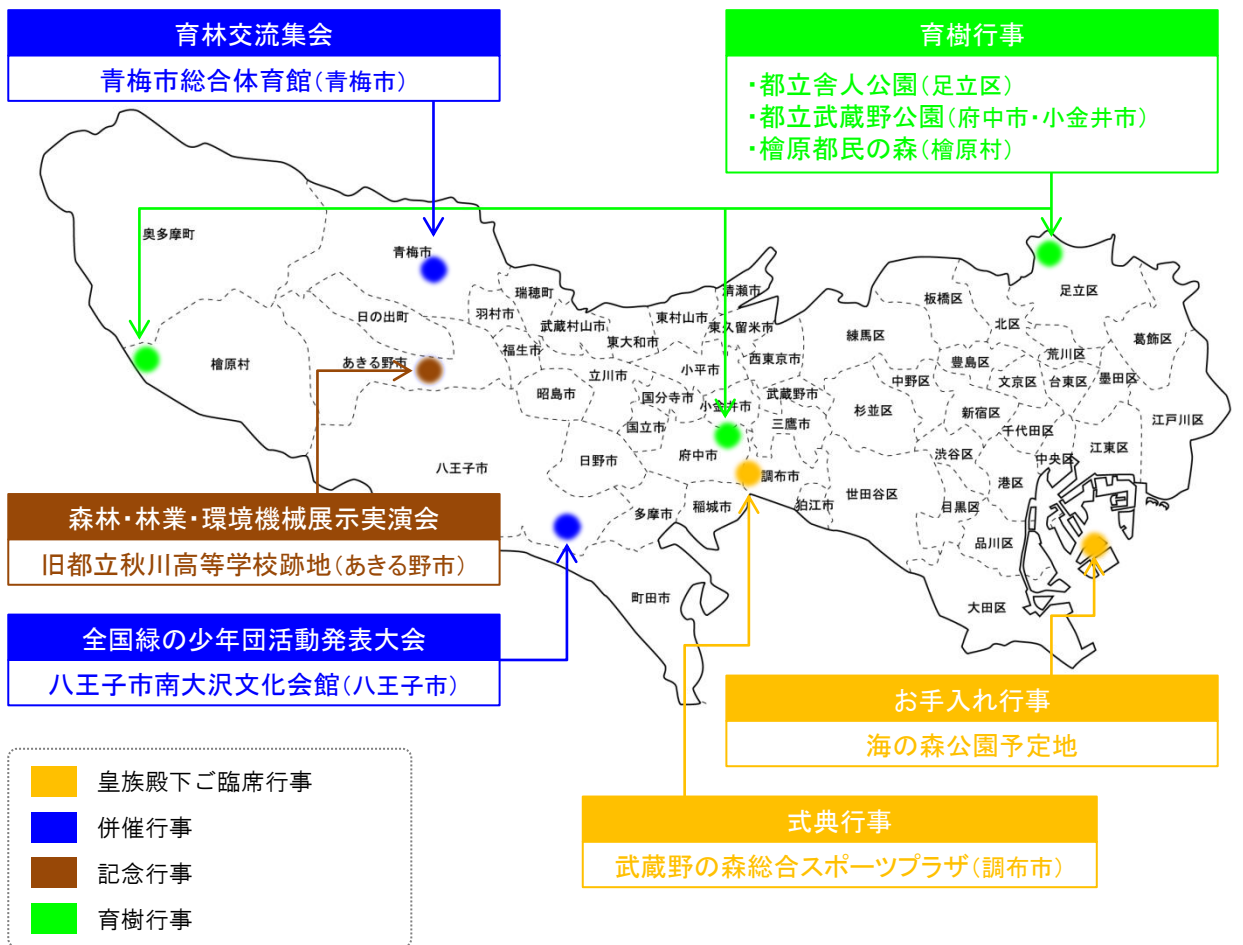 育林交流集会
青梅市総合体育館(青梅市)
育樹行事
・都立舎人公園(足立区)
・都立武蔵野公園(府中市・小金井市)
・檜原都民の森(檜原村)
奥多摩町
青梅市
瑞穂町
清瀬市
板橋区
足立区
日の出町
羽村市
武蔵村山市
東村山市
東久留米市
練馬区
北区
葛飾区
檜原村
あきる野市
福生市
東大和市
小平市
西東京市
豊島区
荒川区
昭島市
立川市
国分寺市
小金井市
武蔵野市
中野区
文京区
台東区
墨田区
国立市
三鷹市
杉並区
新宿区
千代田区
江戸川区
八王子市
日野市
府中市
調布市
渋谷区
中央区
江東区
多摩市
稲城市
狛江市
世田谷区
目黒区
港区
品川区
町田市
大田区
森林・林業・環境機械展示実演会
旧都立秋川高等学校跡地(あきる野市)
全国緑の少年団活動発表大会
八王子市南大沢文化会館(八王子市)
お手入れ行事
海の森公園予定地
式典行事
武蔵野の森総合スポーツプラザ(調布市)
皇族殿下ご臨席行事
併催行事
記念行事
育樹行事